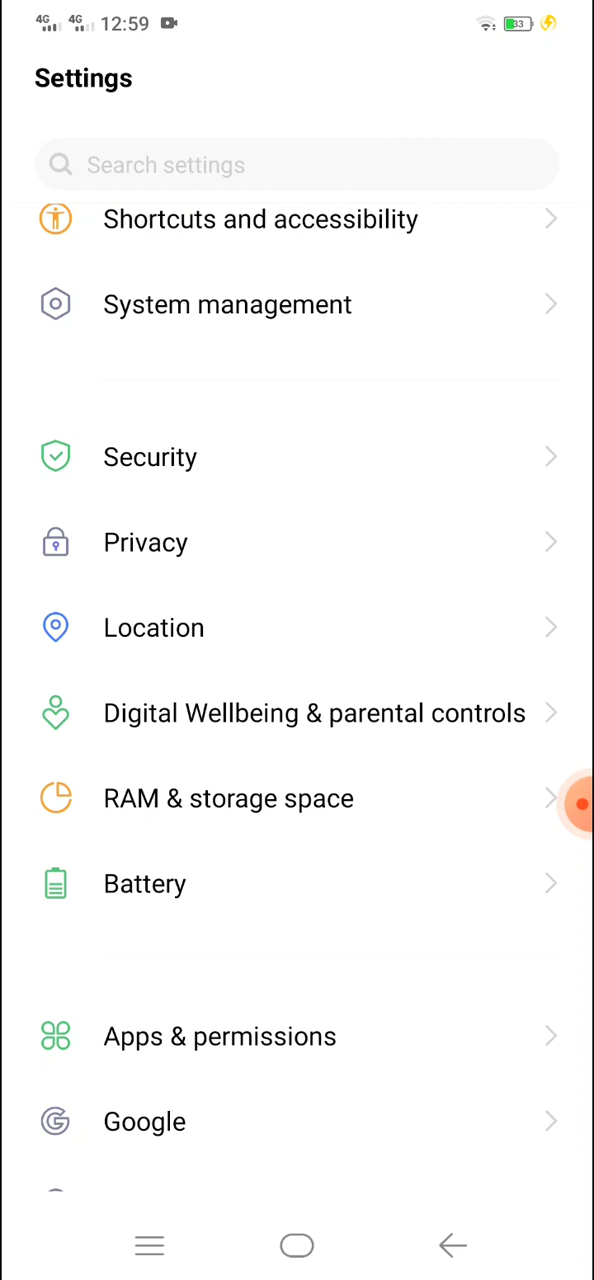 4G 4G 12:59 33
Settings
Search settings
Shortcuts and accessibility
System management
Security
Privacy
Location
Digital Wellbeing & parental controls
RAM & storage space
Battery
Apps & permissions
Google